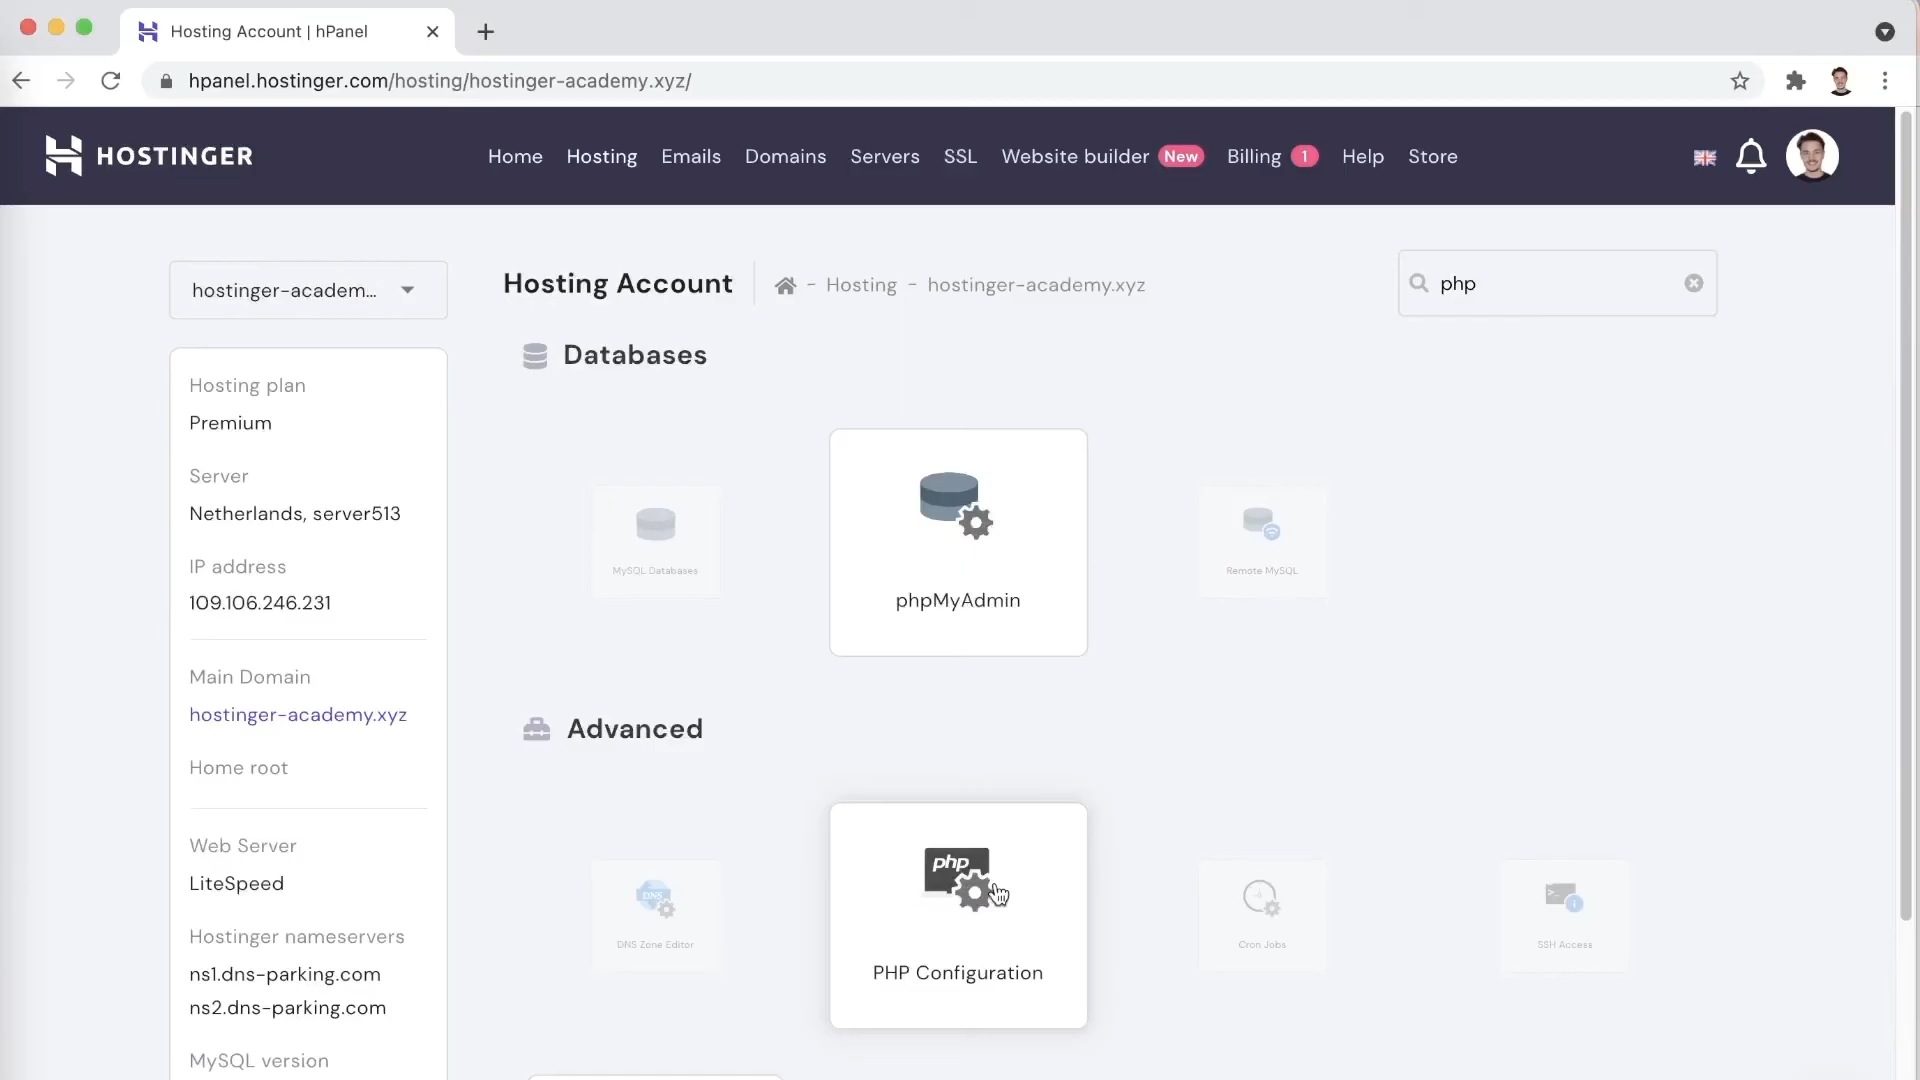 Hosting Account | hPanel
hpanel.hostinger.com/hosting/hostinger-academy.xyz/
HOSTINGER
Home Hosting Emails Domains Servers SSL Website builder New Billing 1 Help Store
hostinger-academ...
Hosting Account - Hosting - hostinger-academy.xyz
php
Hosting plan
Premium
Server
Netherlands, server513
IP address
109.106.246.231
Main Domain
hostinger-academy.xyz
Home root
Web Server
LiteSpeed
Hostinger nameservers
ns1.dns-parking.com
ns2.dns-parking.com
MySQL version
Databases
MySQL Databases
phpMyAdmin
Remote MySQL
Advanced
DNS
DNS Zone Editor
php
PHP Configuration
Cron Jobs
SSH Access